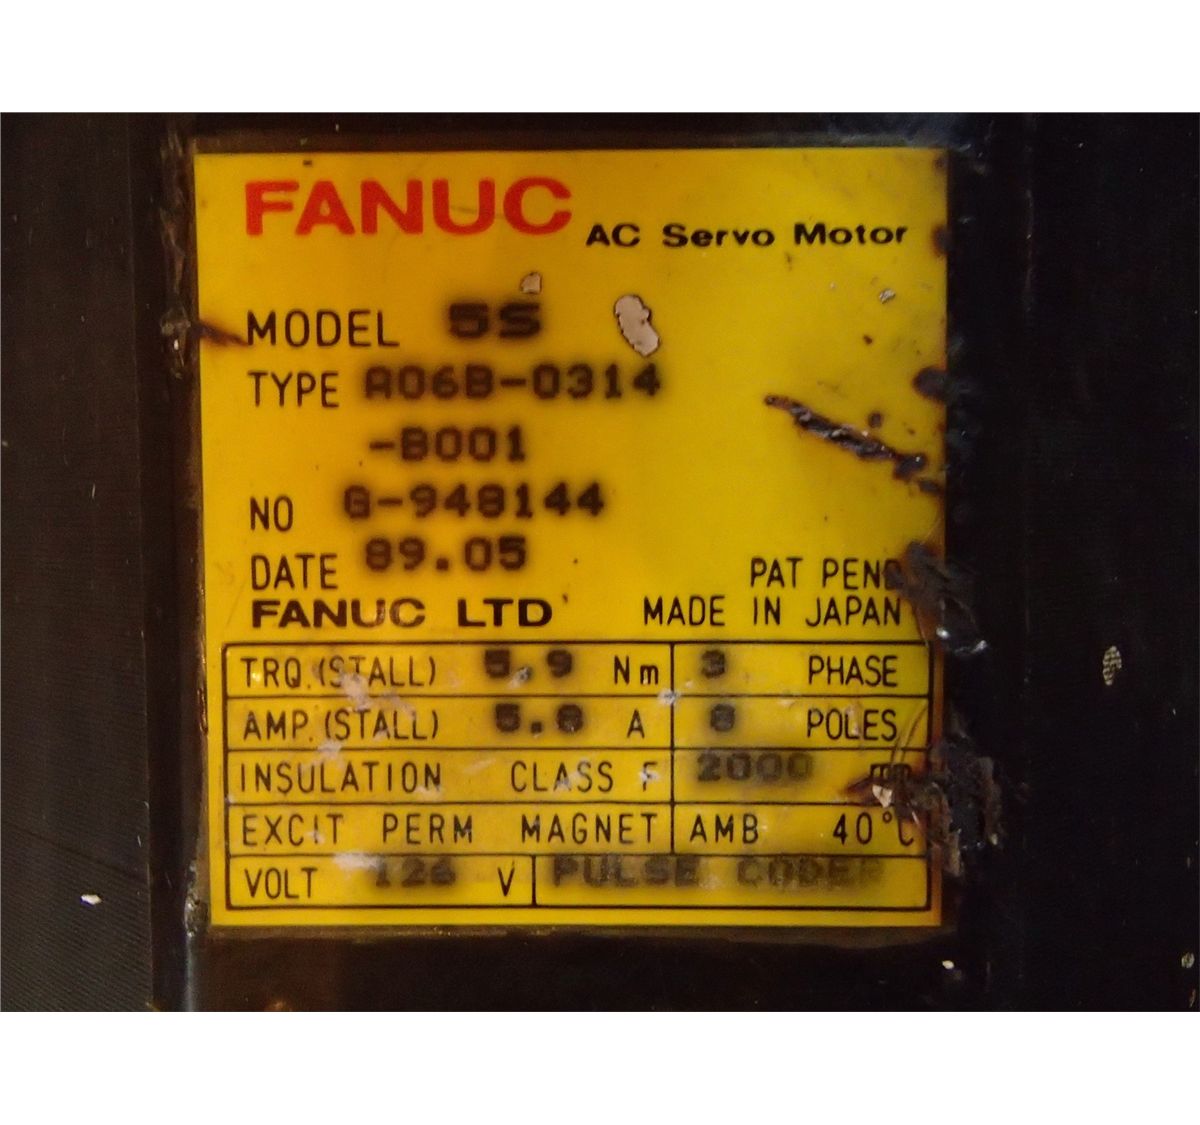 FANUC AC Servo Motor
MODEL 5S
TYPE A06B-0314
-B001
NO G-948144
DATE 89.05
PAT PEND
FANUC LTD MADE IN JAPAN
TRQ.(STALL) 5.9 Nm 3 PHASE
AMP.(STALL) A 8 POLES
INSULATION CLASS F 2000
EXCIT PERM MAGNET AMB 40°C
VOLT 126 V PULSE CODER